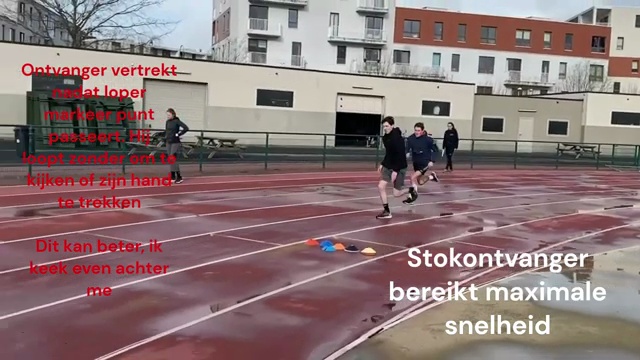 Ontvanger vertrekt
nadat loper
markeer punt
passeert. Hij
loopt zonder om te
kijken of zijn hand
te trekken
Dit kan beter, ik
keek even achter
me
Stokontvanger
bereikt maximale
snelheid